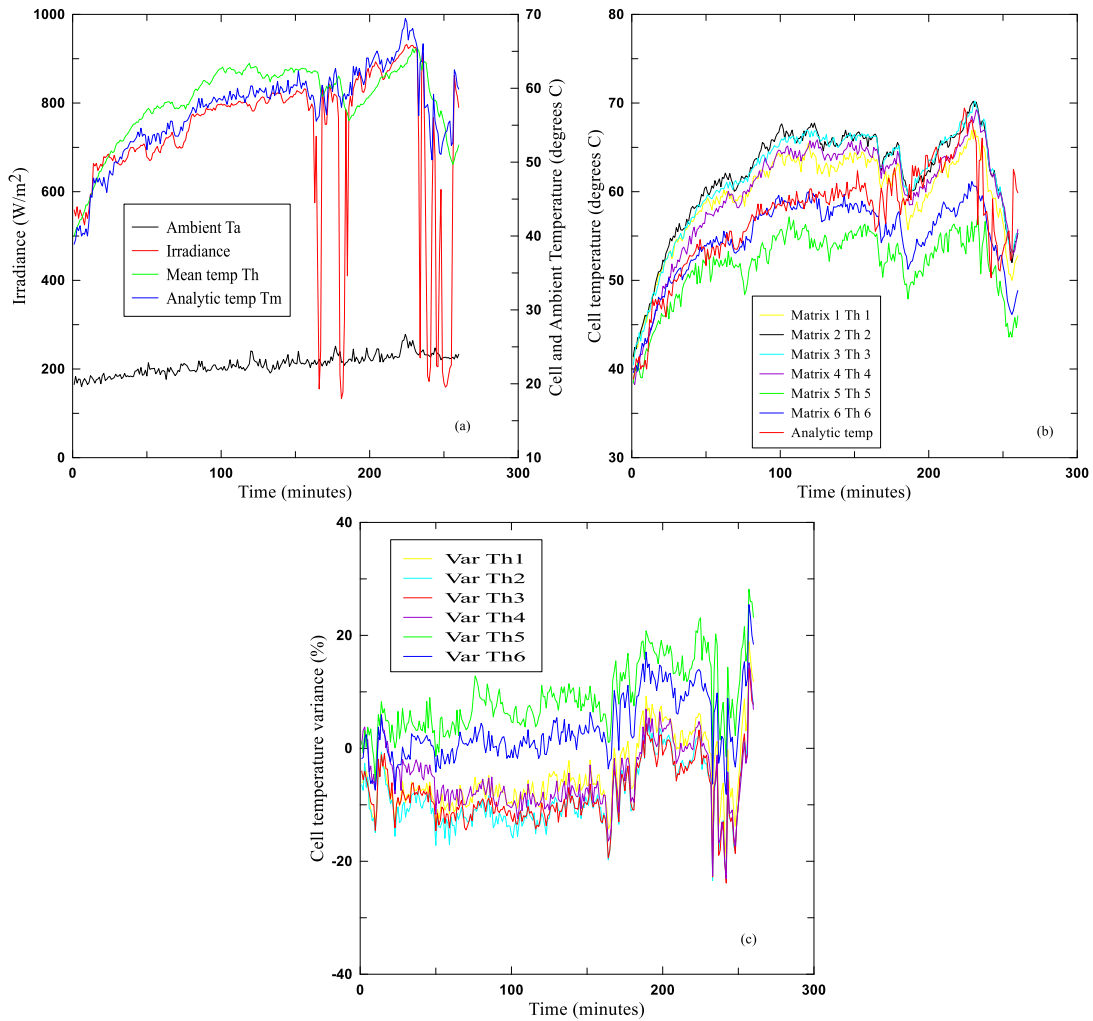 1000
800
600
400
200
0
Irradiance (W/m2)
0
100
200
300
Time (minutes)
70
60
50
40
30
20
10
Cell and Ambient Temperature (degrees C)
Ambient Ta
Irradiance
Mean temp Th
Analytic temp Tm
(a)
80
70
60
50
40
30
Cell temperature (degrees C)
0
100
200
300
Time (minutes)
Matrix 1 Th 1
Matrix 2 Th 2
Matrix 3 Th 3
Matrix 4 Th 4
Matrix 5 Th 5
Matrix 6 Th 6
Analytic temp
(b)
40
20
0
-20
-40
Cell temperature variance (%)
0
100
200
300
Time (minutes)
Var Th1
Var Th2
Var Th3
Var Th4
Var Th5
Var Th6
(c)